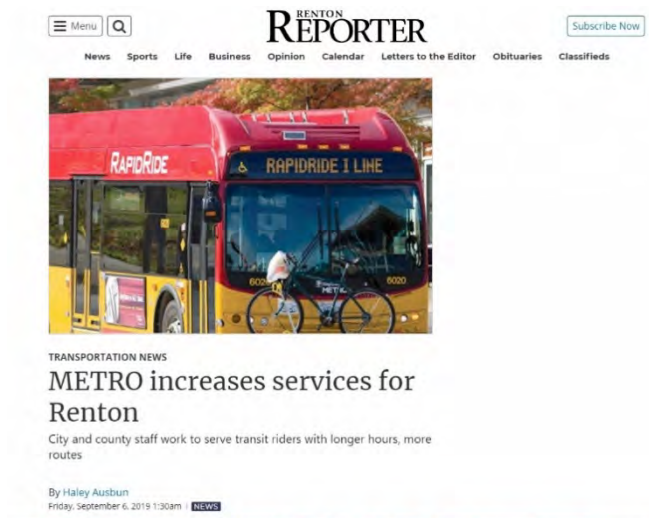 Menu
RENTON
REPORTER
Subscribe Now
News Sports Life Business Opinion Calendar Letters to the Editor Obituaries Classifieds
RAPIDRIDE
RAPIDRIDE I LINE
6020
METRO
TRANSPORTATION NEWS
METRO increases services for
Renton
City and county staff work to serve transit riders with longer hours, more
routes
By Haley Ausbun
Friday, September 6, 2019 1:30am | NEWS